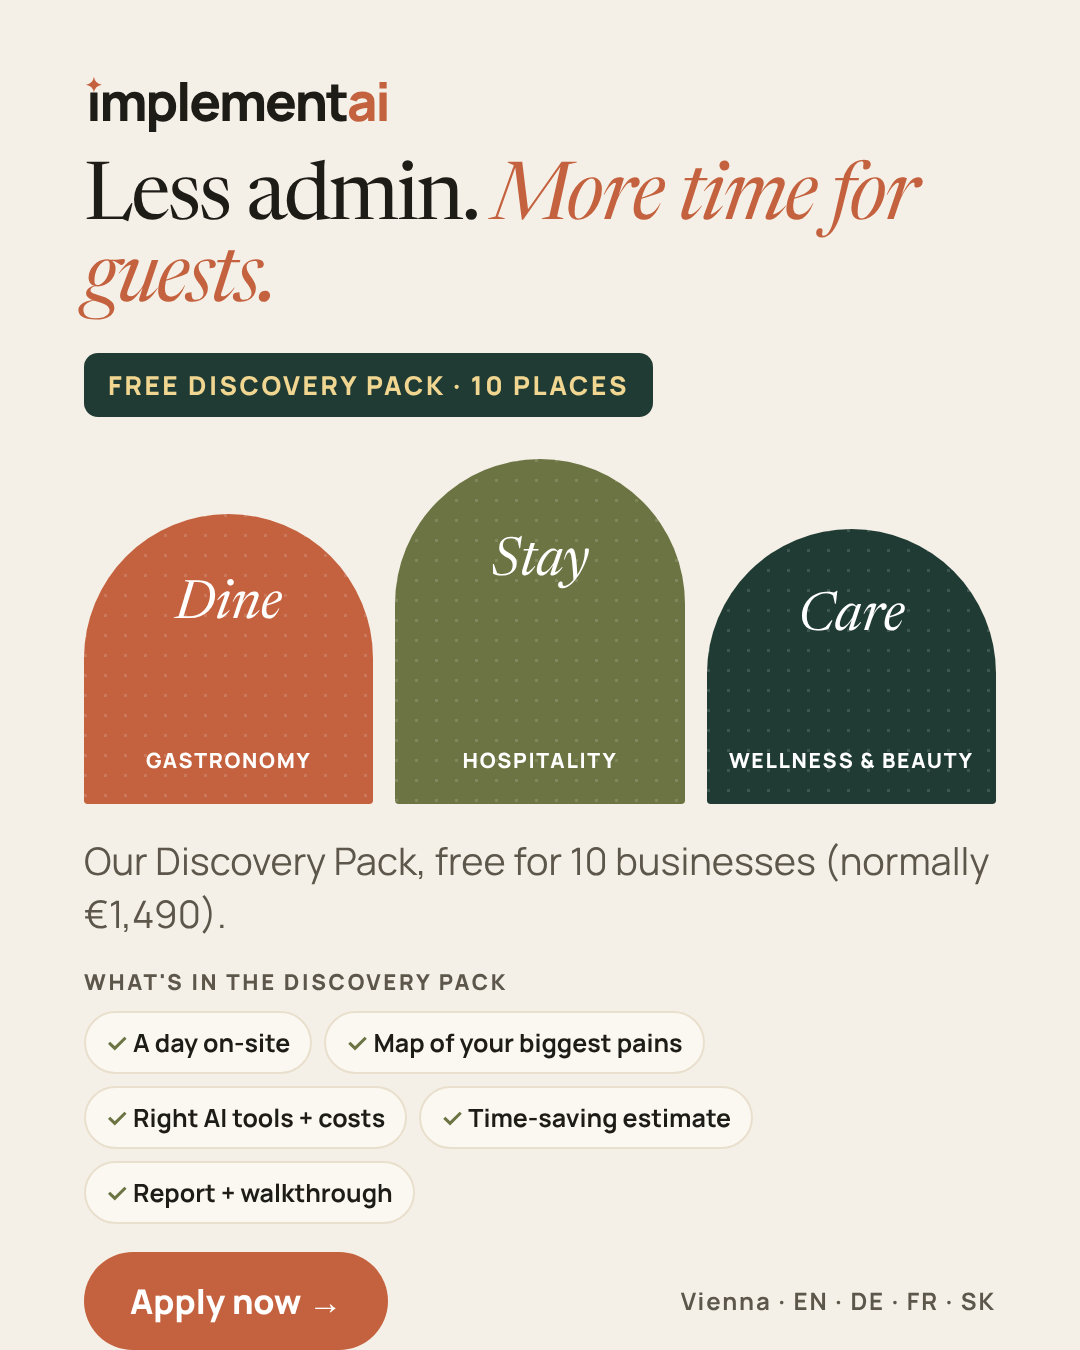 implementai
Less admin. More time for
guests.
FREE DISCOVERY PACK · 10 PLACES
Dine
Stay
Care
GASTRONOMY
HOSPITALITY
WELLNESS & BEAUTY
Our Discovery Pack, free for 10 businesses (normally
€1,490).
WHAT'S IN THE DISCOVERY PACK
✓ A day on-site
✓ Map of your biggest pains
✓ Right AI tools + costs
✓ Time-saving estimate
✓ Report + walkthrough
Apply now →
Vienna · EN · DE · FR · SK